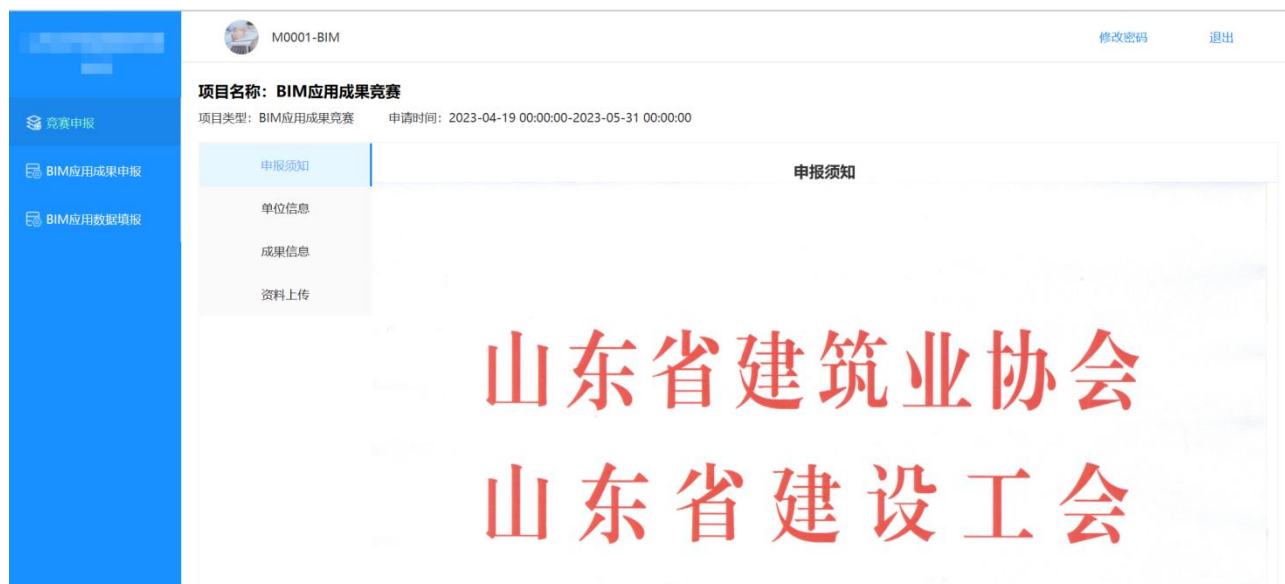 M0001-BIM
修改密码
退出
项目名称：BIM应用成果竞赛
项目类型：BIM应用成果竞赛 申请时间：2023-04-19 00:00:00-2023-05-31 00:00:00
竞赛申报
BIM应用成果申报
BIM应用数据填报
申报须知
单位信息
成果信息
资料上传
申报须知
山东省建筑业协会
山东省建设工会